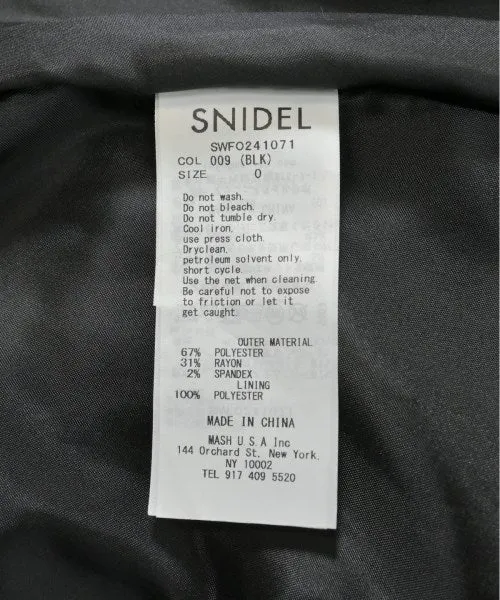 SNIDEL
SWFO241071
COL 009 (BLK)
SIZE 0
Do not wash.
Do not bleach.
Do not tumble dry.
Cool iron.
use press cloth.
Dryclean.
petroleum solvent only.
short cycle.
Use the net when cleaning.
Be careful not to expose
to friction or let it
get caught.
OUTER MATERIAL
67% POLYESTER
31% RAYON
2% SPANDEX
LINING
100% POLYESTER
MADE IN CHINA
MASH U.S.A Inc
144 Orchard St. New York.
NY 10002
TEL 917 409 5520